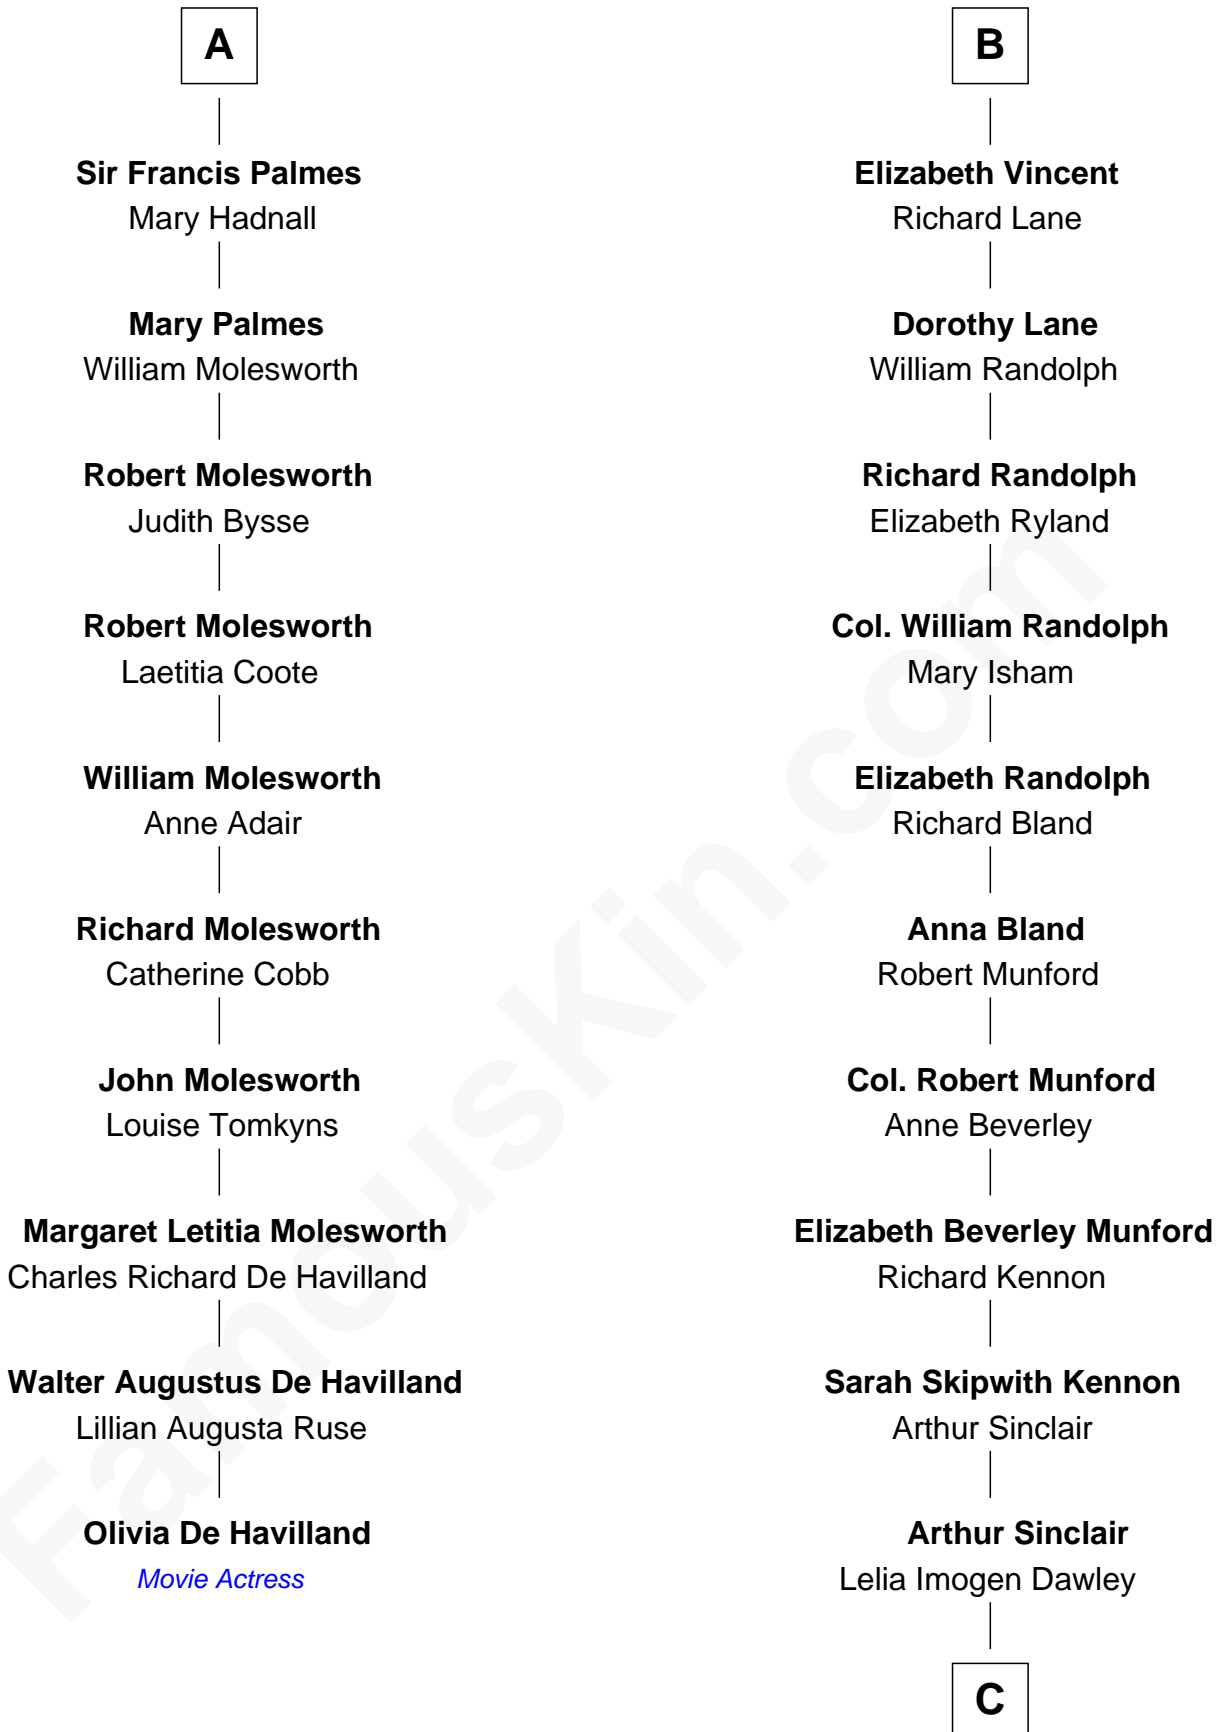 A
Sir Francis Palmes
Mary Hadnall
Mary Palmes
William Molesworth
Robert Molesworth
Judith Bysse
Robert Molesworth
Laetitia Coote
William Molesworth
Anne Adair
Richard Molesworth
Catherine Cobb
John Molesworth
Louise Tomkyns
Margaret Letitia Molesworth
Charles Richard De Havilland
Walter Augustus De Havilland
Lillian Augusta Ruse
Olivia De Havilland
Movie Actress
B
Elizabeth Vincent
Richard Lane
Dorothy Lane
William Randolph
Richard Randolph
Elizabeth Ryland
Col. William Randolph
Mary Isham
Elizabeth Randolph
Richard Bland
Anna Bland
Robert Munford
Col. Robert Munford
Anne Beverley
Elizabeth Beverley Munford
Richard Kennon
Sarah Skipwith Kennon
Arthur Sinclair
Arthur Sinclair
Lelia Imogen Dawley
C
FamousKin.com